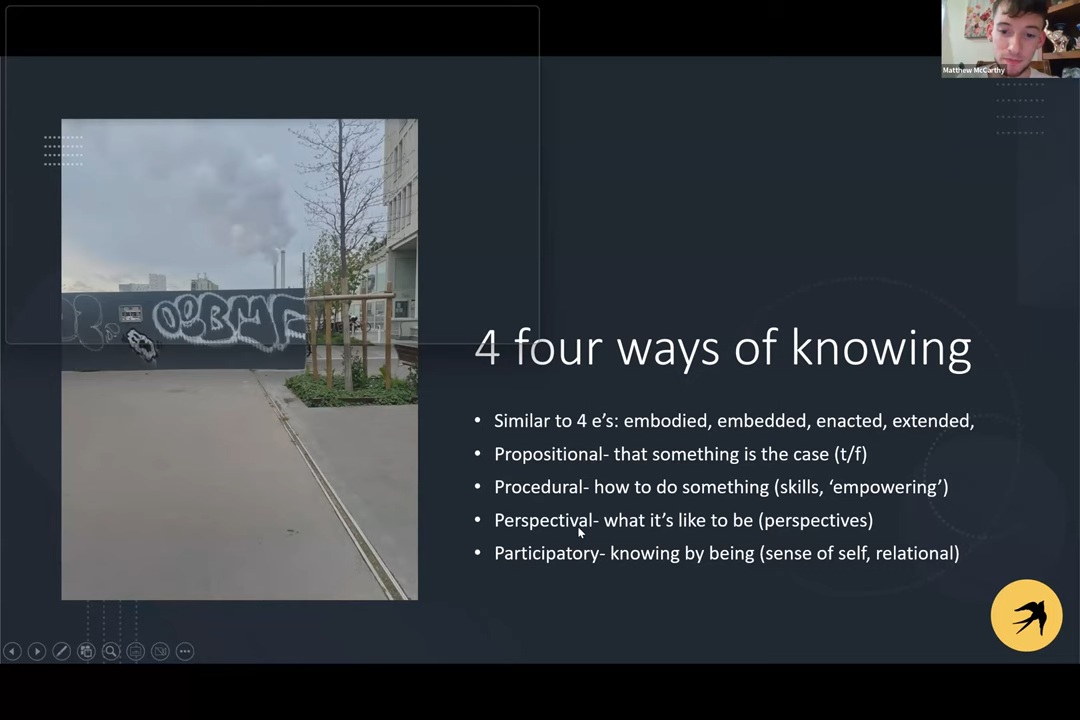 Matthew McCarthy
4 four ways of knowing
• Similar to 4 e’s: embodied, embedded, enacted, extended,
• Propositional- that something is the case (t/f)
• Procedural- how to do something (skills, ‘empowering’)
• Perspectival- what it’s like to be (perspectives)
• Participatory- knowing by being (sense of self, relational)